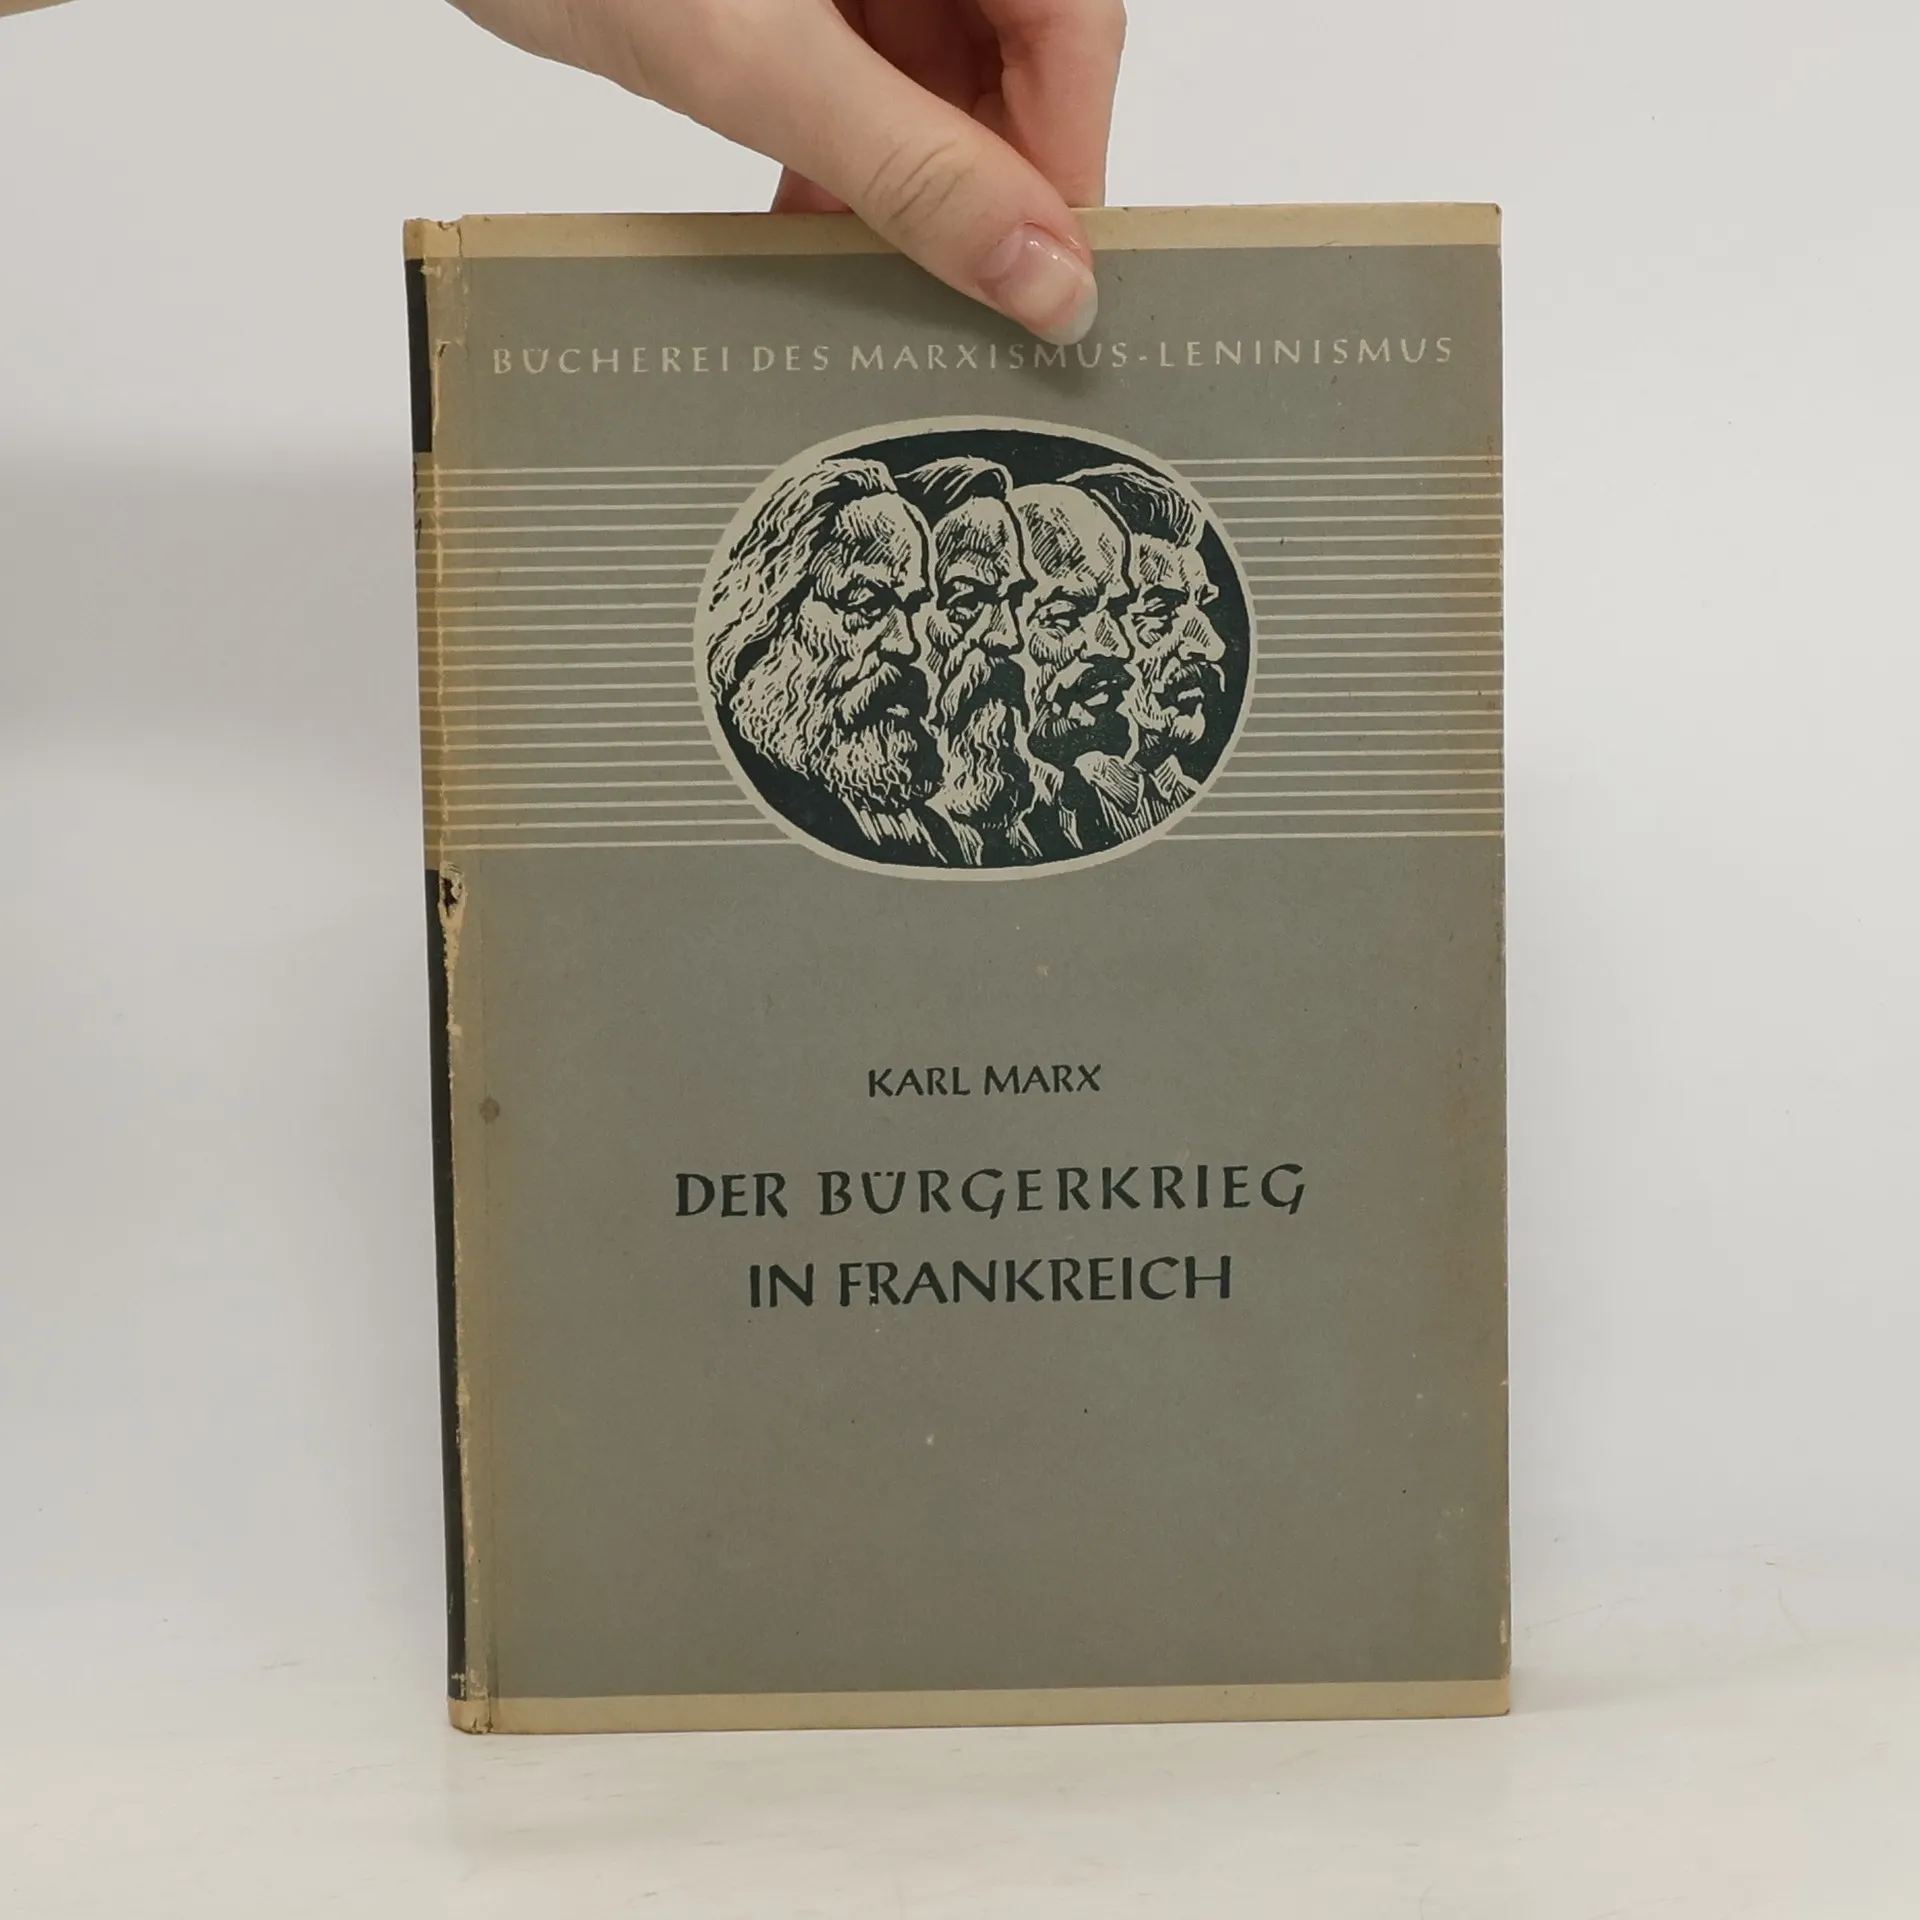 BÜCHEREI DES MARXISMUS-LENINISMUS
KARL MARX
DER BÜRGERKRIEG
IN FRANKREICH